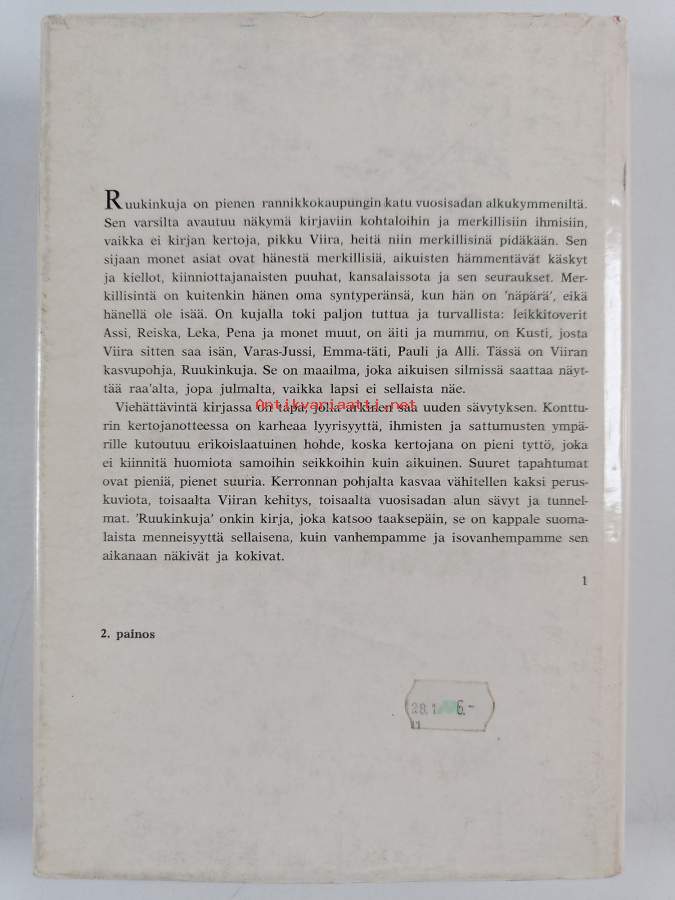 Ruukinkuja on pienen rannikkokaupungin katu vuosisadan alkukymmeniltä.
Sen varsilta avautuu näkymä kirjaviin kohtaloihin ja merkillisiin ihmisiin,
vaikka ei kirjan kertoja, pikku Viira, heitä niin merkillisinä pidäkään. Sen
sijaan monet asiat ovat hänestä merkillisiä, aikuisten hämmentävät käskyt
ja kiellot, kiinniottajanaisten puuhat, kansalaissota ja sen seuraukset. Mer-
killisintä on kuitenkin hänen oma syntyperänsä, kun hän on 'näpärä', eikä
hänellä ole isää. On kujalla toki paljon tuttua ja turvallista: leikkitoverit
Assi, Reiska, Leka, Pena ja monet muut, on äiti ja mummu, on Kusti, josta
Viira sitten saa isän, Varas-Jussi, Emma-täti, Pauli ja Alli. Tässä on Viiran
kasvupohja, Ruukinkuja. Se on maailma, joka aikuisen silmissä saattaa näyt-
tää raa'alta, jopa julmalta, vaikka lapsi ei sellaista näe.
Antikvariaatti.net
Viehättävintä kirjassa on tapa, jolla arkinen saa uuden sävytyksen. Konttu-
rin kertojanotteessa on karheaa lyyrisyyttä, ihmisten ja sattumusten ympä-
rille kutoutuu erikoislaatuinen hohde, koska kertojana on pieni tyttö, joka
ei kiinnitä huomiota samoihin seikkoihin kuin aikuinen. Suuret tapahtumat
ovat pieniä, pienet suuria. Kerronnan pohjalta kasvaa vähitellen kaksi perus-
kuviota, toisaalta Viiran kehitys, toisaalta vuosisadan alun sävyt ja tunnel-
mat. 'Ruukinkuja' onkin kirja, joka katsoo taaksepäin, se on kappale suoma-
laista menneisyyttä sellaisena, kuin vanhempamme ja isovanhempamme sen
aikanaan näkivät ja kokivat.
1
2. painos
28.1 6.-